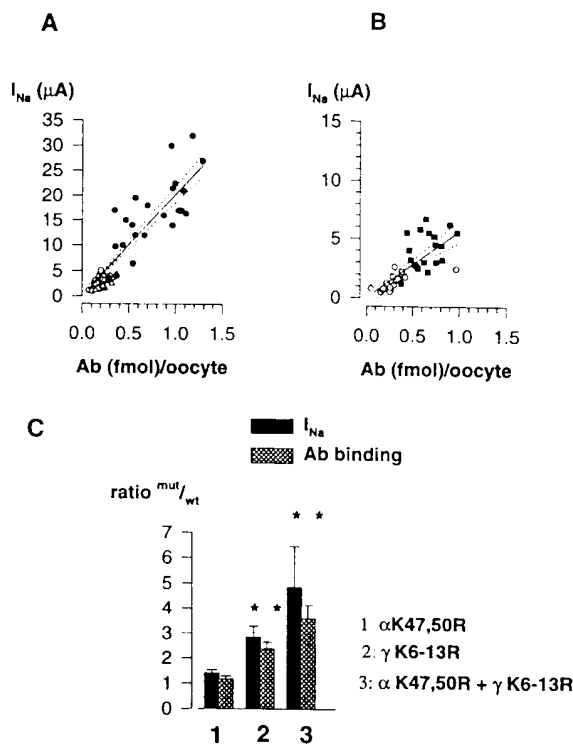 A
B
I_Na (µA)
I_Na (µA)
35
30
25
20
15
10
5
0
0.0 0.5 1.0 1.5
Ab (fmol)/oocyte
15
10
5
0
0.0 0.5 1.0 1.5
Ab (fmol)/oocyte
C
I_Na
Ab binding
ratio mut/wt
7
6
5
4
3
2
1
0
* *
* *
1 2 3
1 αK47,50R
2: γ K6-13R
3: α K47,50R + γ K6-13R